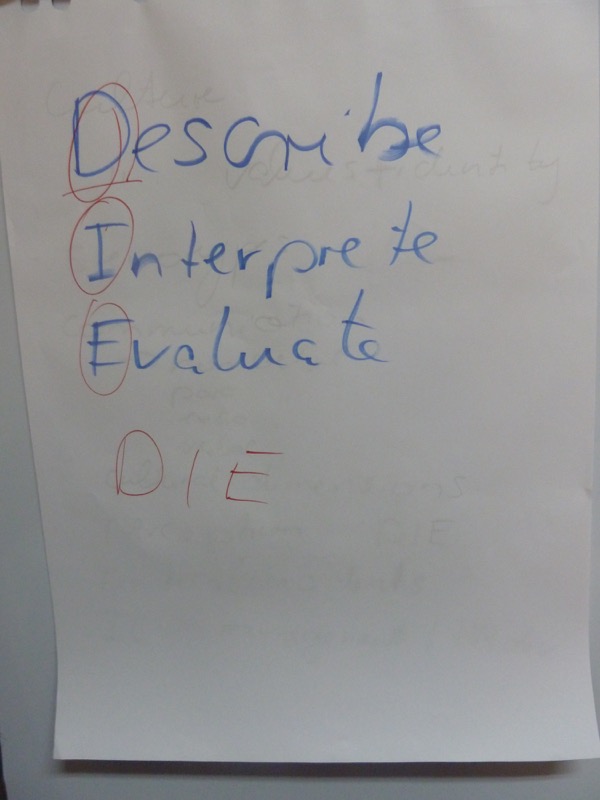 Describe
Interprete
Evaluate
DIE